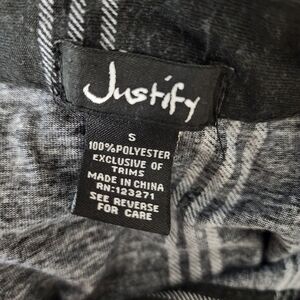 Justify
S
100%POLYESTER
EXCLUSIVE OF
TRIMS
MADE IN CHINA
RN:123271
SEE REVERSE
FOR CARE